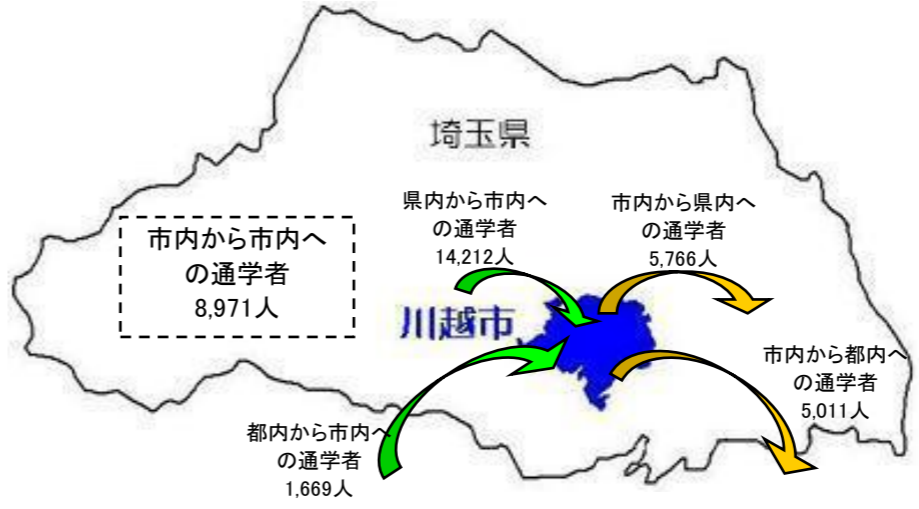 埼玉県
県内から市内へ
の通学者
14,212人
市内から県内へ
の通学者
5,766人
市内から市内へ
の通学者
8,971人
川越市
市内から都内へ
の通学者
5,011人
都内から市内へ
の通学者
1,669人